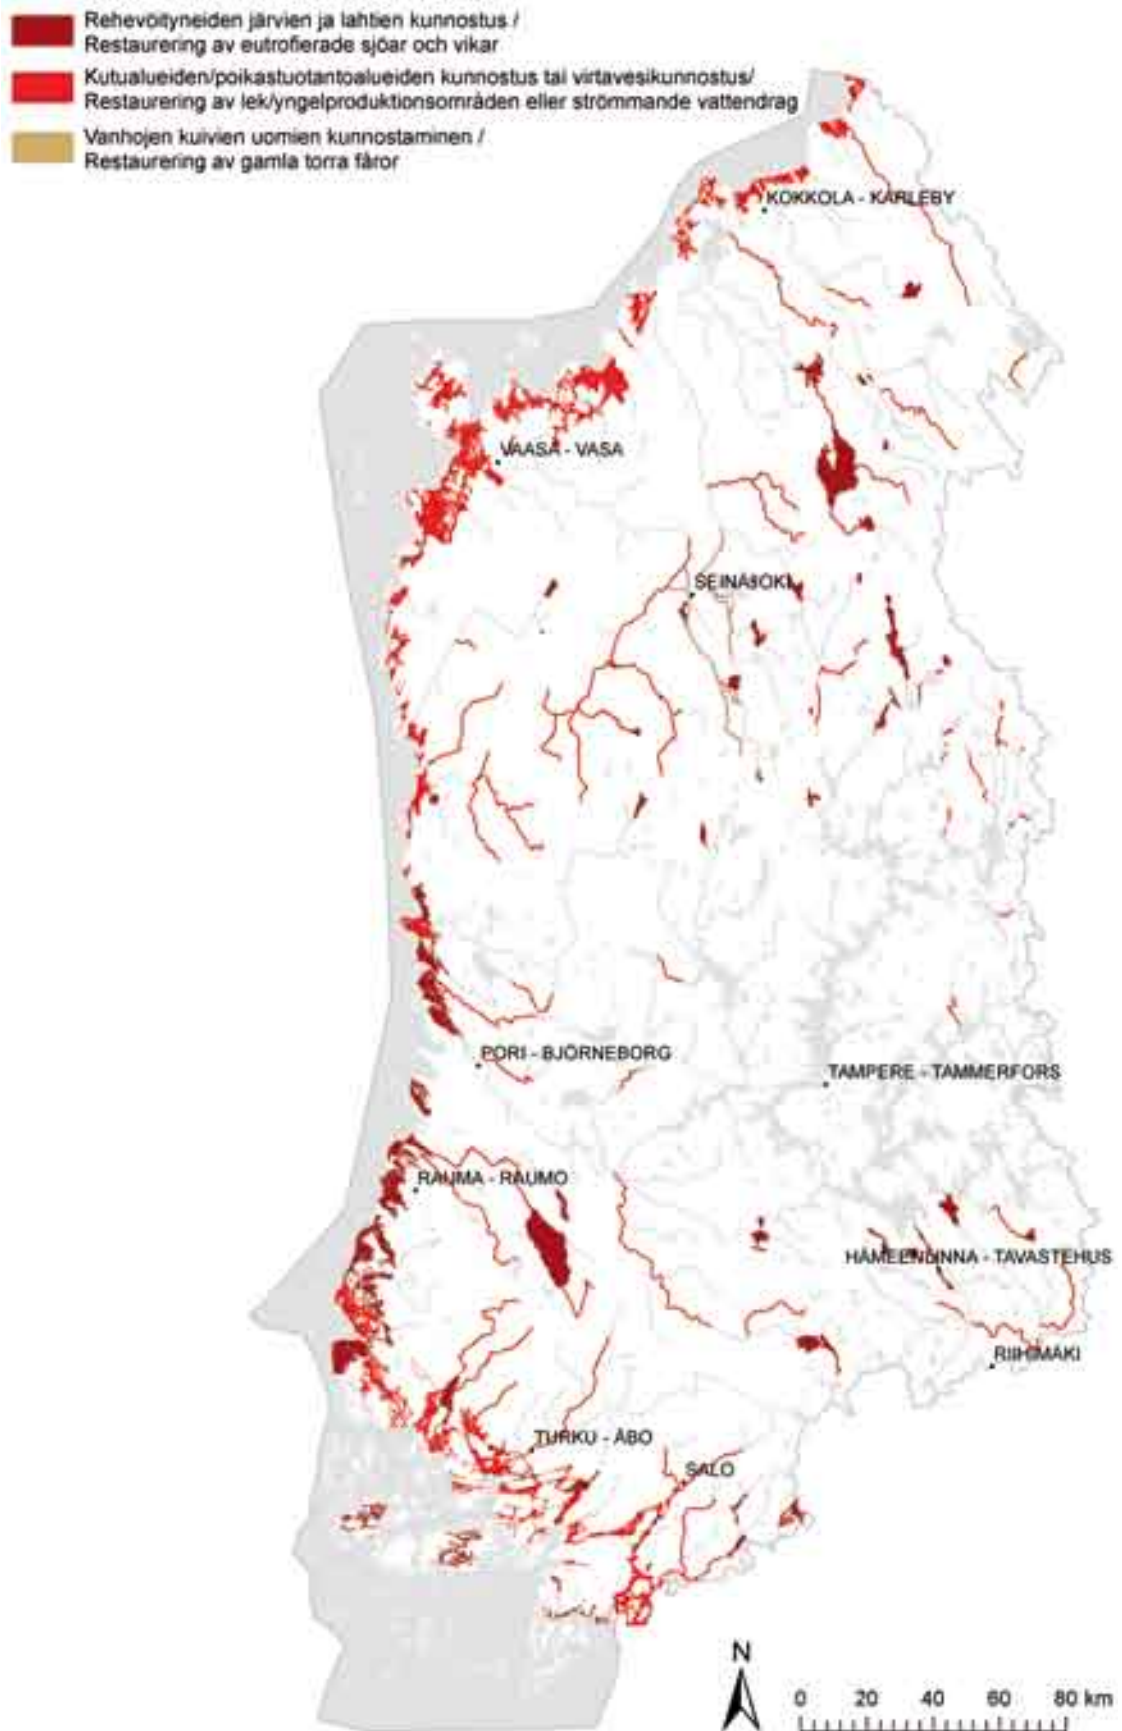 Rehevöityneiden järvien ja lahtien kunnostus /
Restaurering av eutrofierade sjöar och vikar
Kutualueiden/poikastuotantoalueiden kunnostus tai virtavesikunnostus/
Restaurering av lek/yngelproduktionsområden eller strömmande vattendrag
Vanhojen kuivien uomien kunnostaminen /
Restaurering av gamla torra fåror
KOKKOLA - KARLEBY
VAASA - VASA
SEINÄJOKI
PORI - BJÖRNEBORG
TAMPERE - TAMMERFORS
RAUMA - RAUMO
HÄMEENLINNA - TAVASTEHUS
RIIHIMÄKI
TURKU - ÅBO
SALO
N
0 20 40 60 80 km